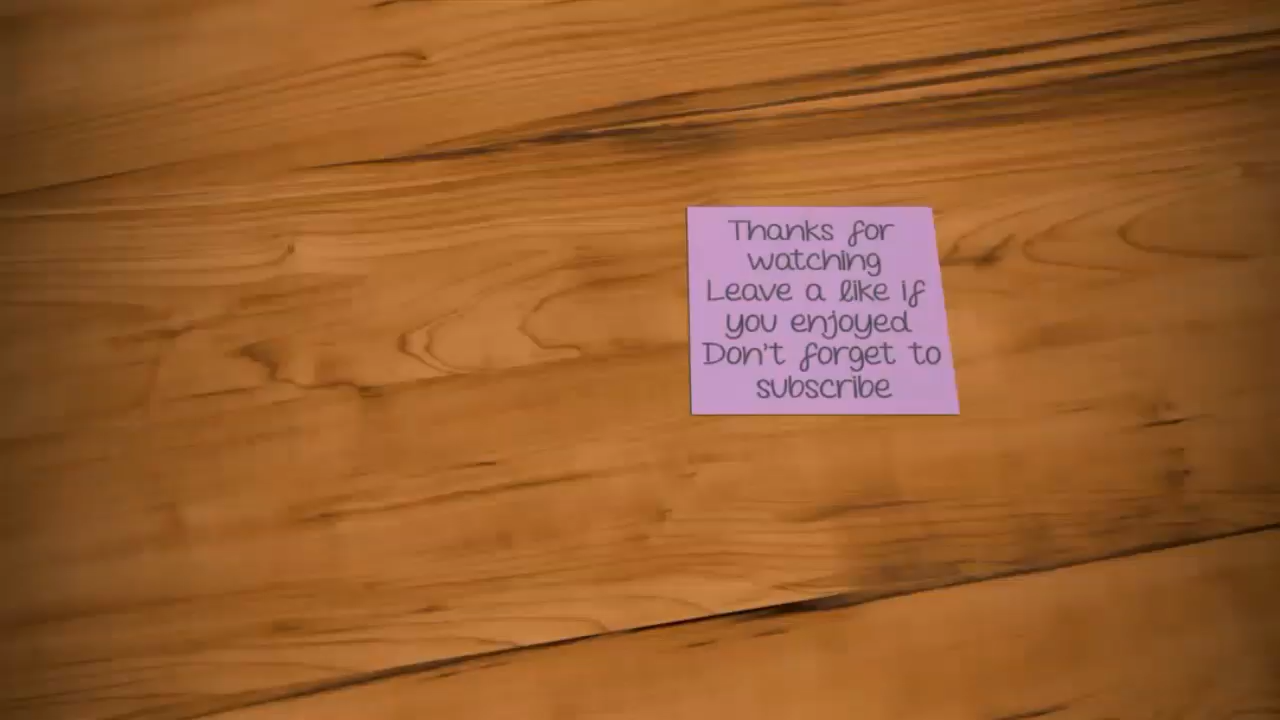 Thanks for
watching
Leave a like if
you enjoyed
Don't forget to
subscribe